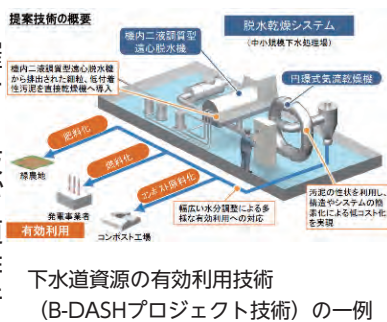 提案技術の概要
脱水乾燥システム
（中小規模下水処理場）
機内二液調質型
遠心脱水機
円環式気流乾燥機
機内二液調質型遠心脱水機
から排出された細粒、低付着
性汚泥を直接乾燥機へ導入
肥料化
燃料化
コンポスト原料化
緑農地
発電事業者
コンポスト工場
有効利用
幅広い水分調整による多
様な有効利用への対応
汚泥の性状を利用し、
構造やシステムの簡
素化による低コスト化
を実現
下水道資源の有効利用技術
（B-DASHプロジェクト技術）の一例